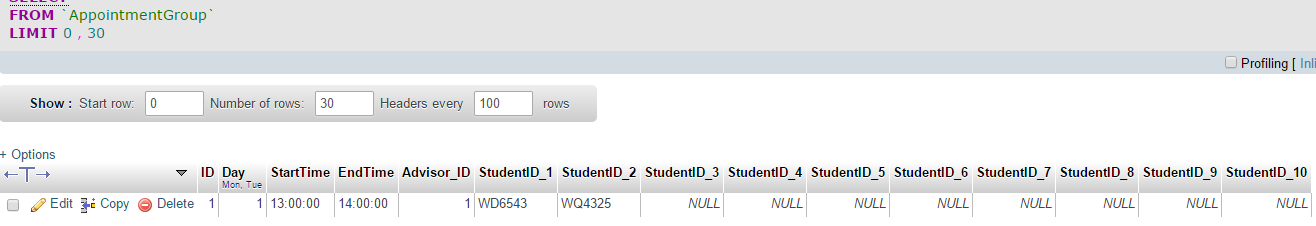 FROM `AppointmentGroup`
LIMIT 0 , 30
Profiling [ Inli
Show : Start row: 0 Number of rows: 30 Headers every 100 rows
+ Options
←T→ ID Day StartTime EndTime Advisor_ID StudentID_1 StudentID_2 StudentID_3 StudentID_4 StudentID_5 StudentID_6 StudentID_7 StudentID_8 StudentID_9 StudentID_10
Mon, Tue
Edit Copy Delete 1 1 13:00:00 14:00:00 1 WD6543 WQ4325 NULL NULL NULL NULL NULL NULL NULL NULL